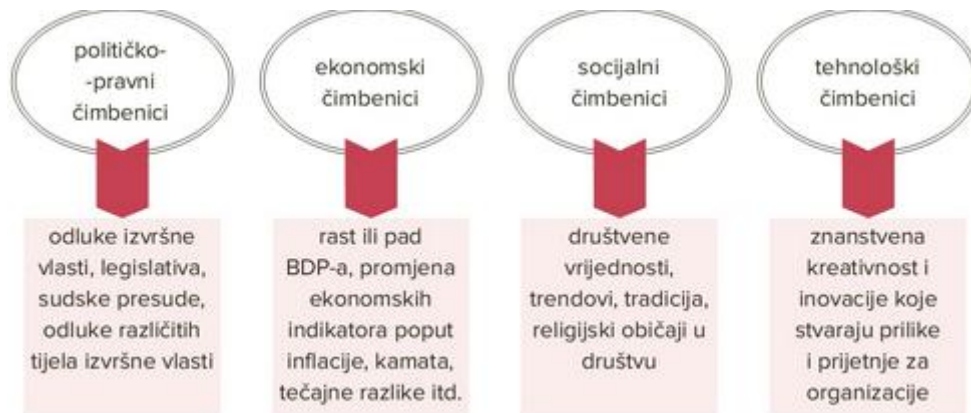 političko-
-pravni
čimbenici
ekonomski
čimbenici
socijalni
čimbenici
tehnološki
čimbenici
odluke izvršne
vlasti, legislativa,
sudske presude,
odluke različitih
tijela izvršne vlasti
rast ili pad
BDP-a, promjena
ekonomskih
indikatora poput
inflacije, kamata,
tečajne razlike itd.
društvene
vrijednosti,
trendovi, tradicija,
religijski običaji u
društvu
znanstvena
kreativnost i
inovacije koje
stvaraju prilike
i prijetnje za
organizacije